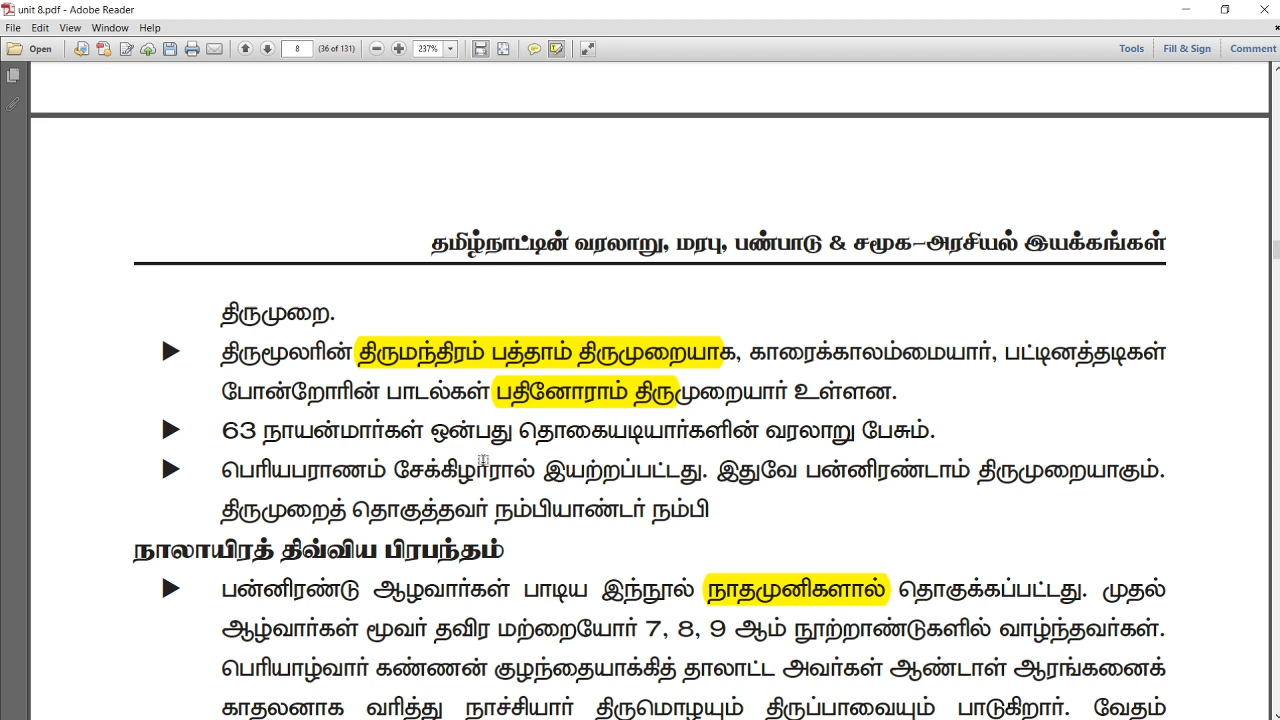 unit 8.pdf - Adobe Reader
File Edit View Window Help
Open 8 (36 of 131) 237% Tools Fill & Sign Comment
தமிழ்நாட்டின் வரலாறு, மரபு, பண்பாடு & சமூக-அரசியல் இயக்கங்கள்
திருமுறை.
▶ திருமூலரின் திருமந்திரம் பத்தாம் திருமுறையாக, காரைக்காலம்மையார், பட்டினத்தடிகள்
போன்றோரின் பாடல்கள் பதினோராம் திருமுறையார் உள்ளன.
▶ 63 நாயன்மார்கள் ஒன்பது தொகையடியார்களின் வரலாறு பேசும்.
▶ பெரியபராணம் சேக்கிழாரால் இயற்றப்பட்டது. இதுவே பன்னிரண்டாம் திருமுறையாகும்.
திருமுறைத் தொகுத்தவர் நம்பியாண்டர் நம்பி
நாலாயிரத் திவ்விய பிரபந்தம்
▶ பன்னிரண்டு ஆழவார்கள் பாடிய இந்நூல் நாதமுனிகளால் தொகுக்கப்பட்டது. முதல்
ஆழ்வார்கள் மூவர் தவிர மற்றையோர் 7, 8, 9 ஆம் நூற்றாண்டுகளில் வாழ்ந்தவர்கள்.
பெரியாழ்வார் கண்ணன் குழந்தையாக்கித் தாலாட்ட அவர்கள் ஆண்டாள் ஆரங்கனைக்
காதலனாக வரித்து நாச்சியார் திருமொழயும் திருப்பாவையும் பாடுகிறார். வேதம்